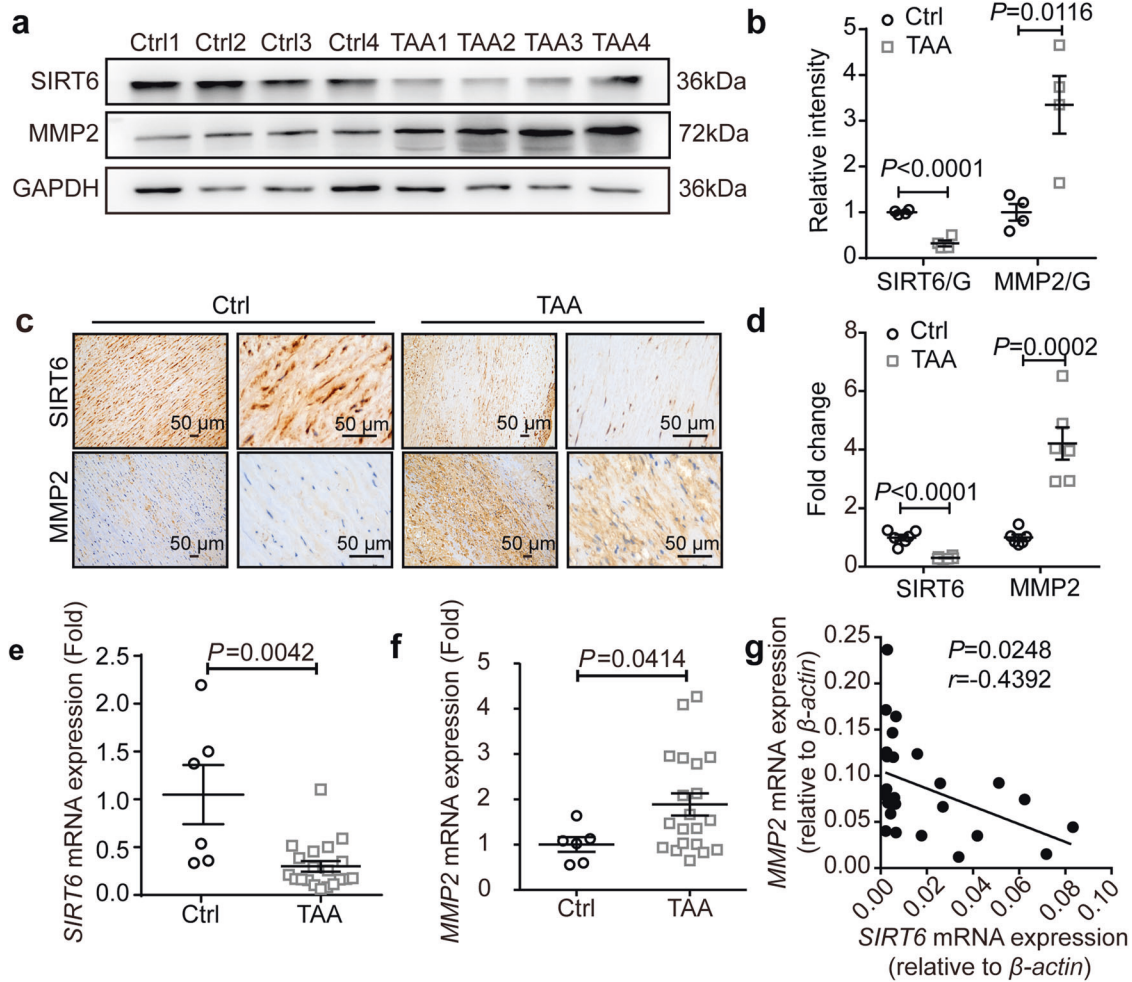 a
Ctrl1 Ctrl2 Ctrl3 Ctrl4 TAA1 TAA2 TAA3 TAA4
SIRT6 36kDa
MMP2 72kDa
GAPDH 36kDa
b
Ctrl
TAA
P=0.0116
P<0.0001
Relative intensity
5
4
3
2
1
0
SIRT6/G MMP2/G
c
Ctrl TAA
SIRT6
50 µm 50 µm 50 µm 50 µm
MMP2
50 µm 50 µm 50 µm 50 µm
d
Ctrl
TAA
P=0.0002
P<0.0001
Fold change
8
6
4
2
0
SIRT6 MMP2
e
SIRT6 mRNA expression (Fold)
P=0.0042
2.5
2.0
1.5
1.0
0.5
0.0
Ctrl TAA
f
MMP2 mRNA expression (Fold)
P=0.0414
5
4
3
2
1
0
Ctrl TAA
g
MMP2 mRNA expression
(relative to β-actin)
P=0.0248
r=-0.4392
0.25
0.20
0.15
0.10
0.05
0.00
0.00 0.02 0.04 0.06 0.08 0.10
SIRT6 mRNA expression
(relative to β-actin)